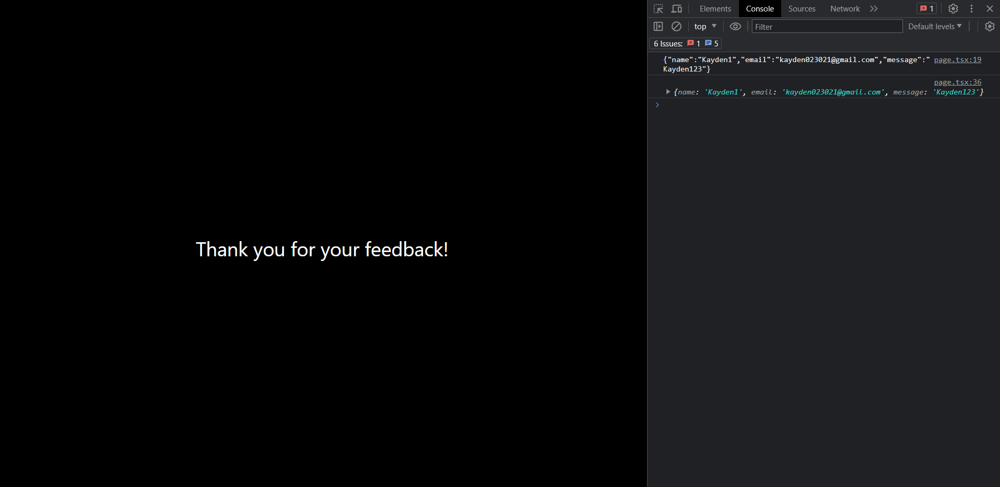 Elements Console Sources Network 1
top Filter Default levels
6 Issues: 1 5
{"name":"Kayden1","email":"kayden023021@gmail.com","message":" page.tsx:19
Kayden123"}
page.tsx:36
{name: 'Kayden1', email: 'kayden023021@gmail.com', message: 'Kayden123'}
Thank you for your feedback!